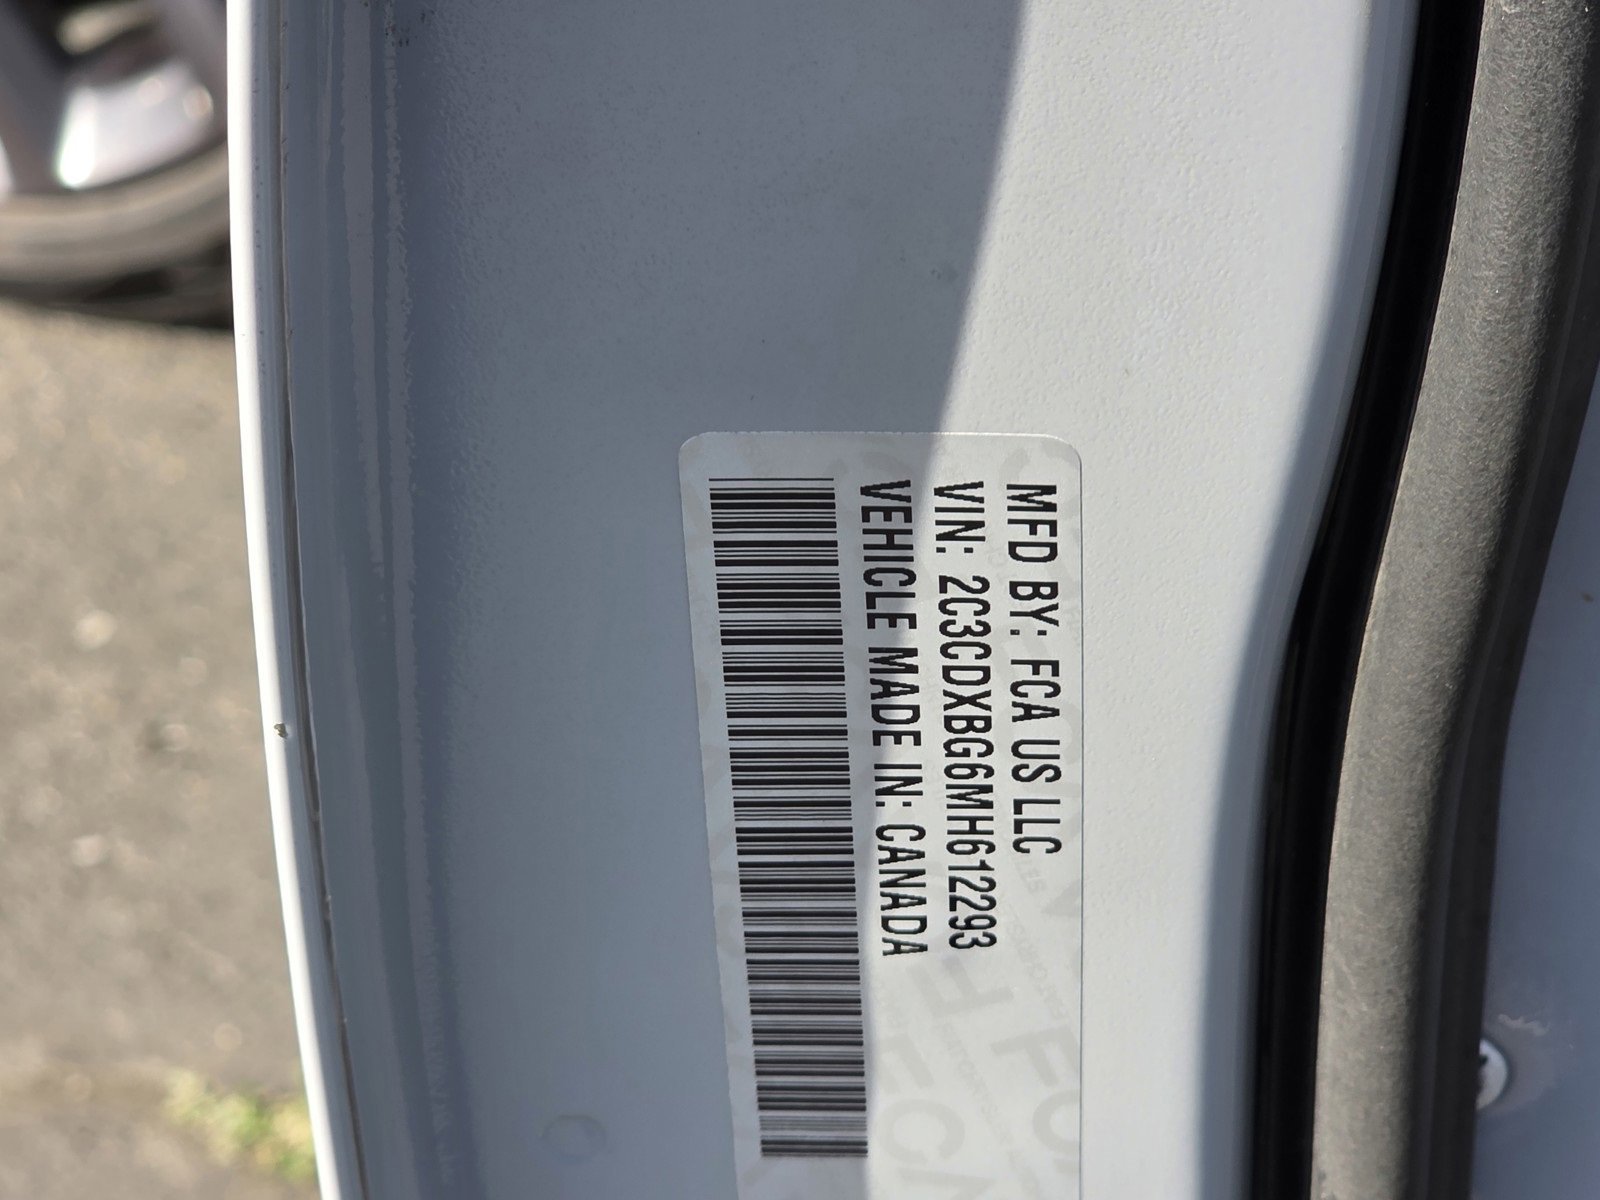 MFD BY: FCA US LLC
VIN: 2C3CDXBG6MH612293
VEHICLE MADE IN: CANADA